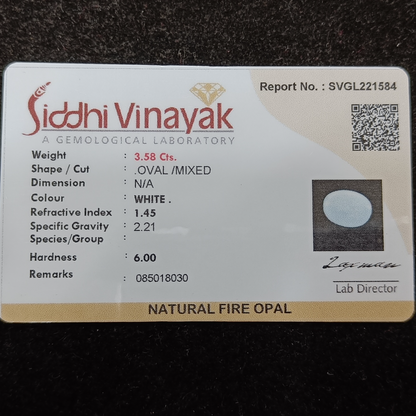 Report No. : SVGL221584
Siddhi Vinayak
A GEMOLOGICAL LABORATORY
Weight : 3.58 Cts.
Shape / Cut : .OVAL /MIXED
Dimension : N/A
Colour : WHITE .
Refractive Index : 1.45
Specific Gravity : 2.21
Species/Group :
Hardness : 6.00
Remarks : 085018030
Lab Director
NATURAL FIRE OPAL